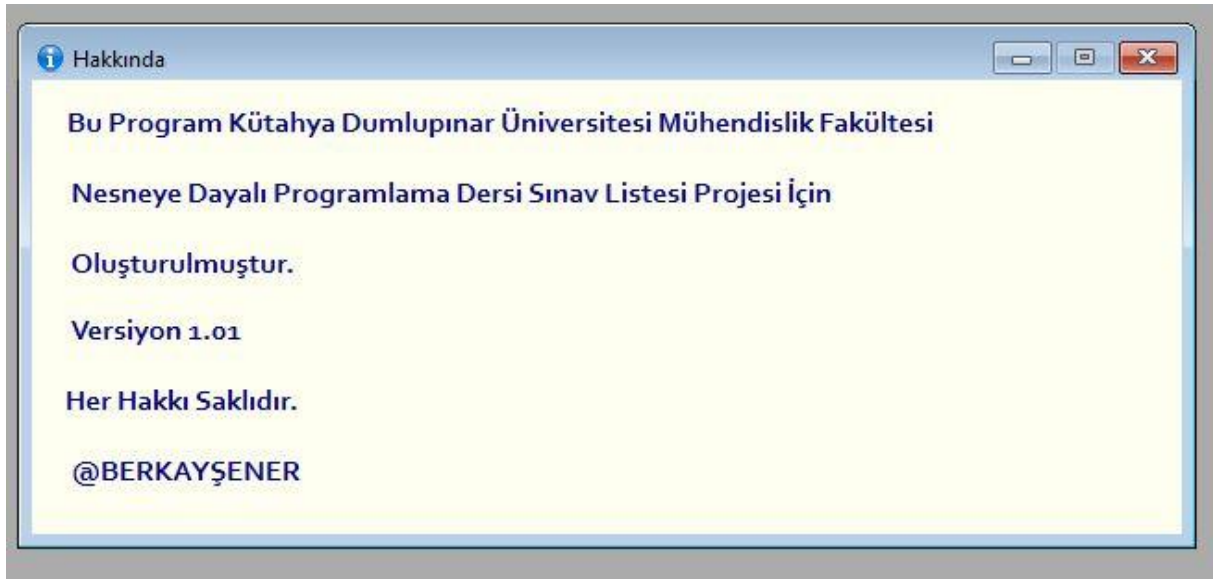 Hakkında
Bu Program Kütahya Dumlupınar Üniversitesi Mühendislik Fakültesi
Nesneye Dayalı Programlama Dersi Sınav Listesi Projesi İçin
Oluşturulmuştur.
Versiyon 1.01
Her Hakkı Saklıdır.
@BERKAYŞENER